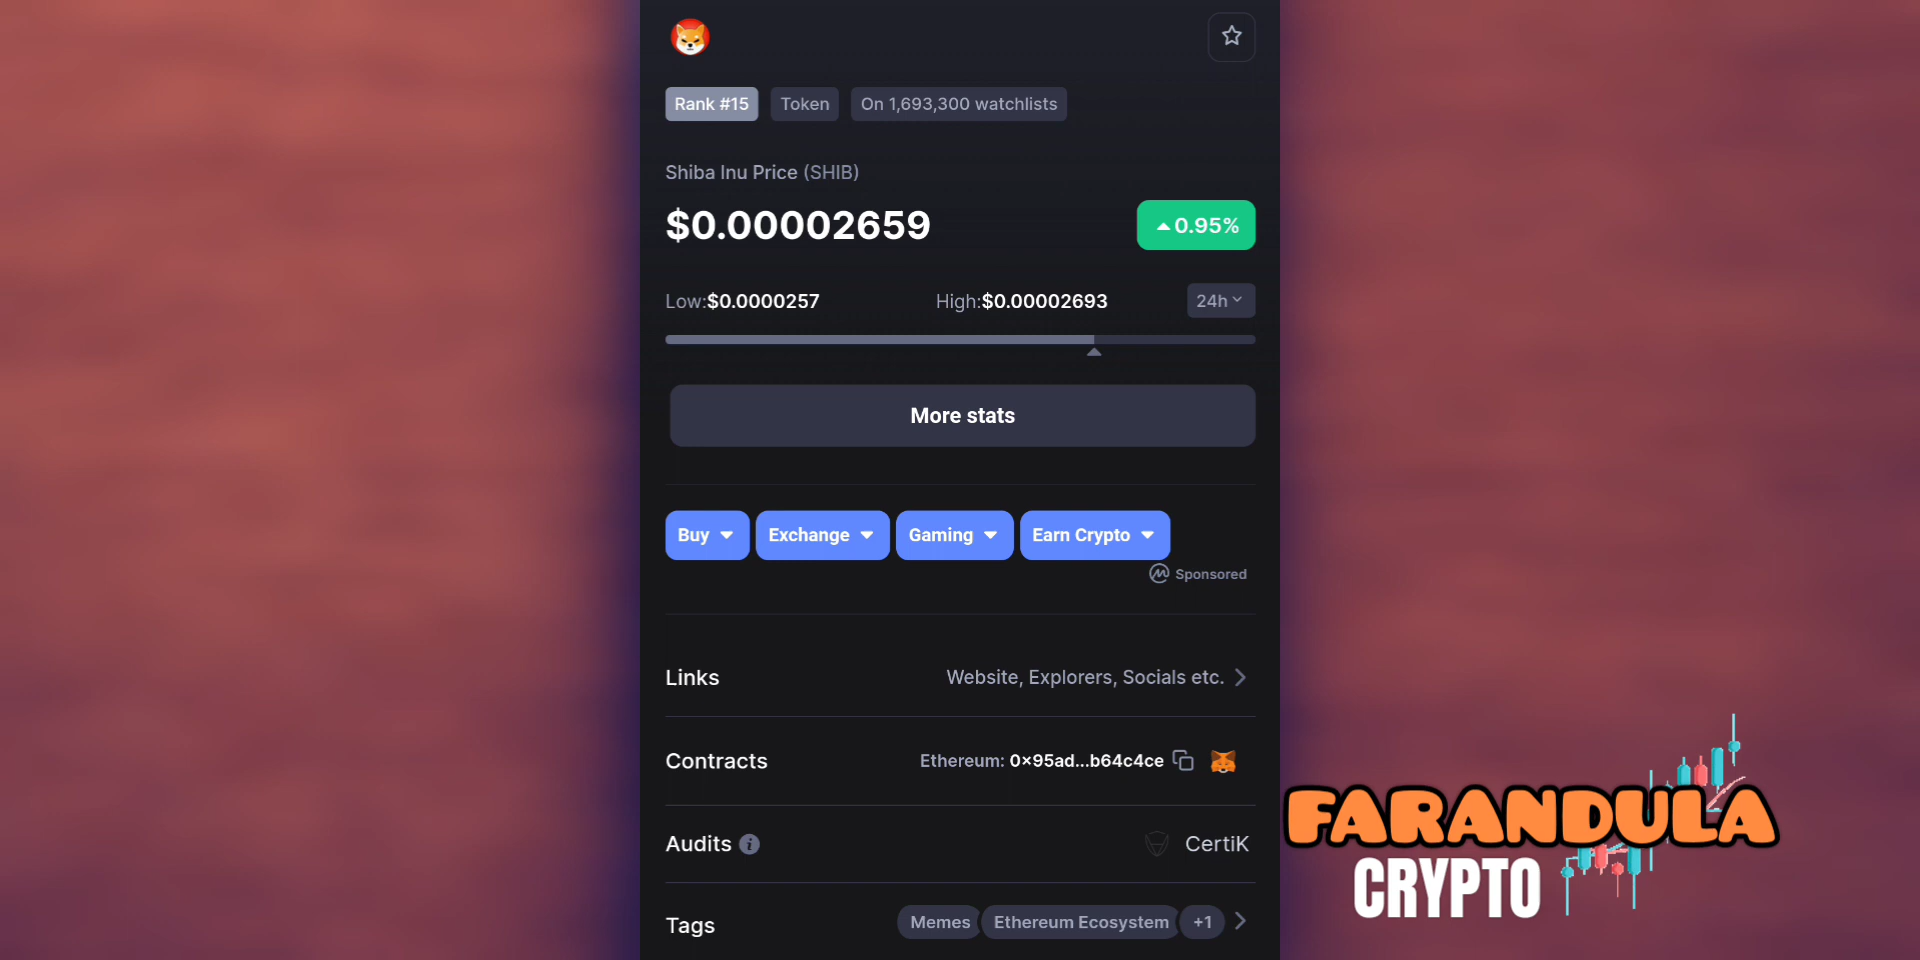 Rank #15 Token On 1,693,300 watchlists
Shiba Inu Price (SHIB)
$0.00002659 0.95%
Low:$0.0000257 High:$0.00002693 24h
More stats
Buy Exchange Gaming Earn Crypto
Sponsored
Links Website, Explorers, Socials etc.
Contracts Ethereum: 0x95ad...b64c4ce
Audits CertiK
Tags Memes Ethereum Ecosystem +1
FARANDULA
CRYPTO